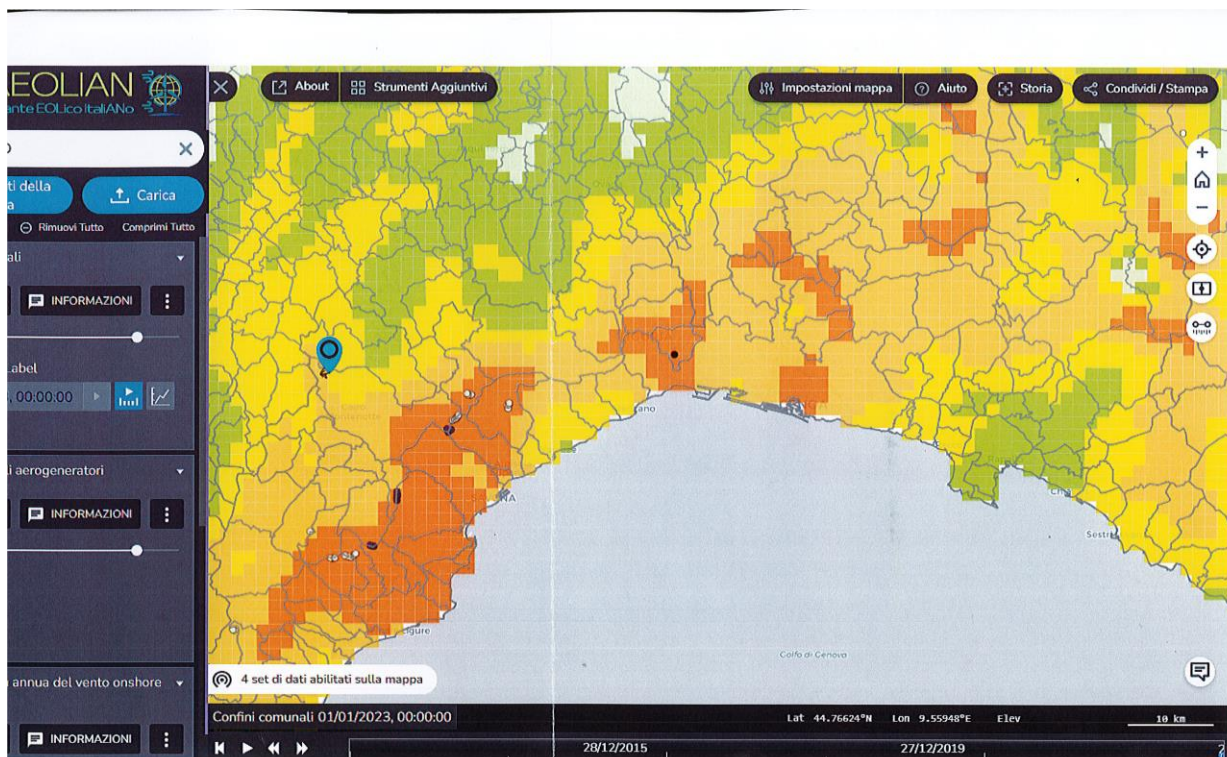 AEOLIAN
ante EOLico ItaliANo
About
Strumenti Aggiuntivi
Impostazioni mappa
Aiuto
Storia
Condividi / Stampa
ti della
Carica
Rimuovi Tutto
Comprimi Tutto
ali
INFORMAZIONI
Label
, 00:00:00
i aerogeneratori
INFORMAZIONI
annua del vento onshore
INFORMAZIONI
ano
NA
igure
Sestr
Golfo di Genova
4 set di dati abilitati sulla mappa
Confini comunali 01/01/2023, 00:00:00
Lat 44.76624°N Lon 9.55948°E Elev
10 km
28/12/2015
27/12/2019
2